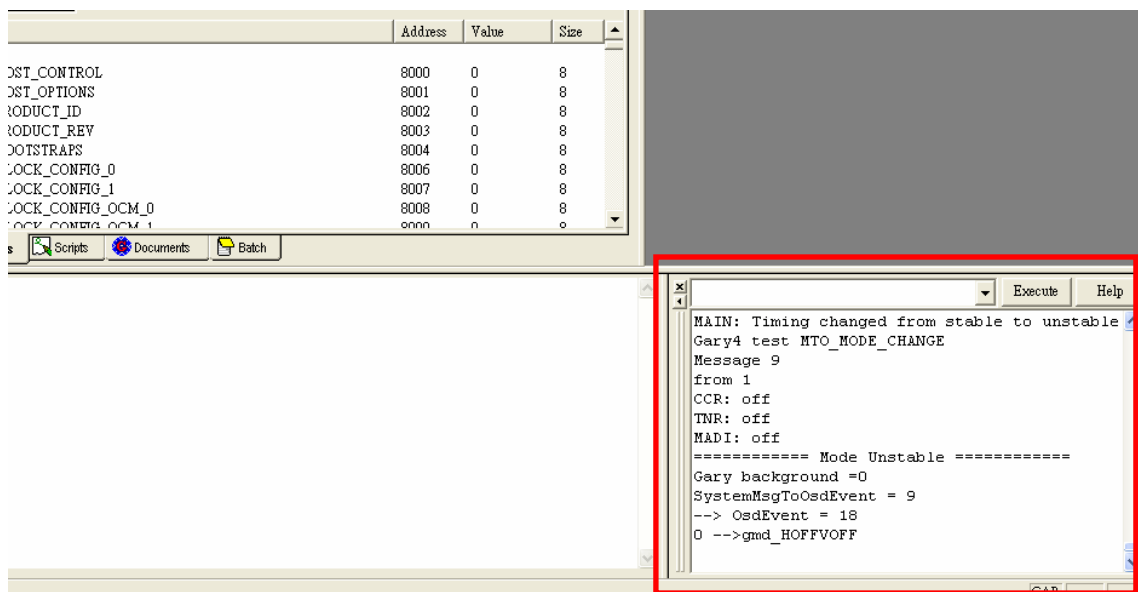 Address Value Size
OST_CONTROL 8000 0 8
OST_OPTIONS 8001 0 8
RODUCT_ID 8002 0 8
RODUCT_REV 8003 0 8
OOTSTRAPS 8004 0 8
LOCK_CONFIG_0 8006 0 8
LOCK_CONFIG_1 8007 0 8
LOCK_CONFIG_OCM_0 8008 0 8
LOCK_CONFIG_OCM_1 0
s Scripts Documents Batch
Execute Help
MAIN: Timing changed from stable to unstable
Gary4 test MTO_MODE_CHANGE
Message 9
from 1
CCR: off
TNR: off
MADI: off
============ Mode Unstable ============
Gary background =0
SystemMsgToOsdEvent = 9
--> OsdEvent = 18
0 -->gmd_HOFFVOFF